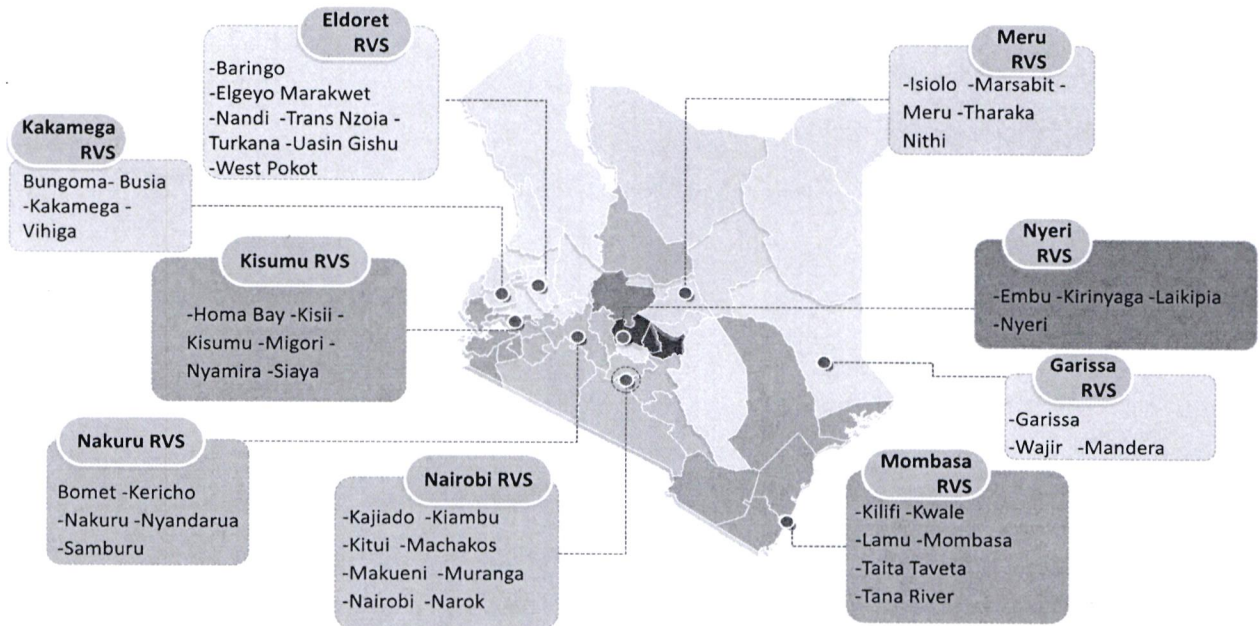 Eldoret
RVS
-Baringo
-Elgeyo Marakwet
-Nandi -Trans Nzoia -
Turkana -Uasin Gishu
-West Pokot
Meru
RVS
-Isiolo -Marsabit -
Meru -Tharaka
Nithi
Kakamega
RVS
Bungoma- Busia
-Kakamega -
Vihiga
Kisumu RVS
-Homa Bay -Kisii -
Kisumu -Migori -
Nyamira -Siaya
Nyeri
RVS
-Embu -Kirinyaga -Laikipia
-Nyeri
Garissa
RVS
-Garissa
-Wajir -Mandera
Nakuru RVS
Bomet -Kericho
-Nakuru -Nyandarua
-Samburu
Nairobi RVS
-Kajiado -Kiambu
-Kitui -Machakos
-Makueni -Muranga
-Nairobi -Narok
Mombasa
RVS
-Kilifi -Kwale
-Lamu -Mombasa
-Taita Taveta
-Tana River